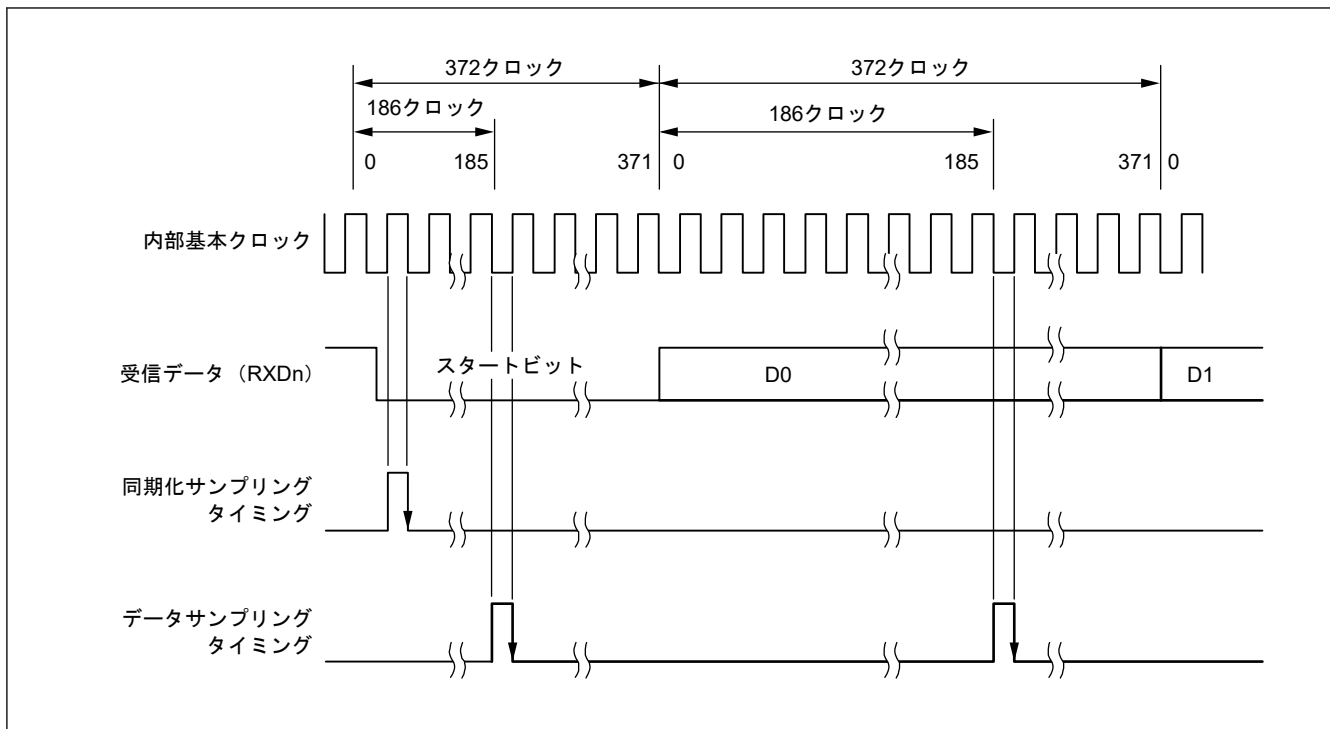 372クロック 372クロック
186クロック 186クロック
0 185 371 0 185 371 0
内部基本クロック
受信データ（RXDn） スタートビット D0 D1
同期化サンプリング
タイミング
データサンプリング
タイミング